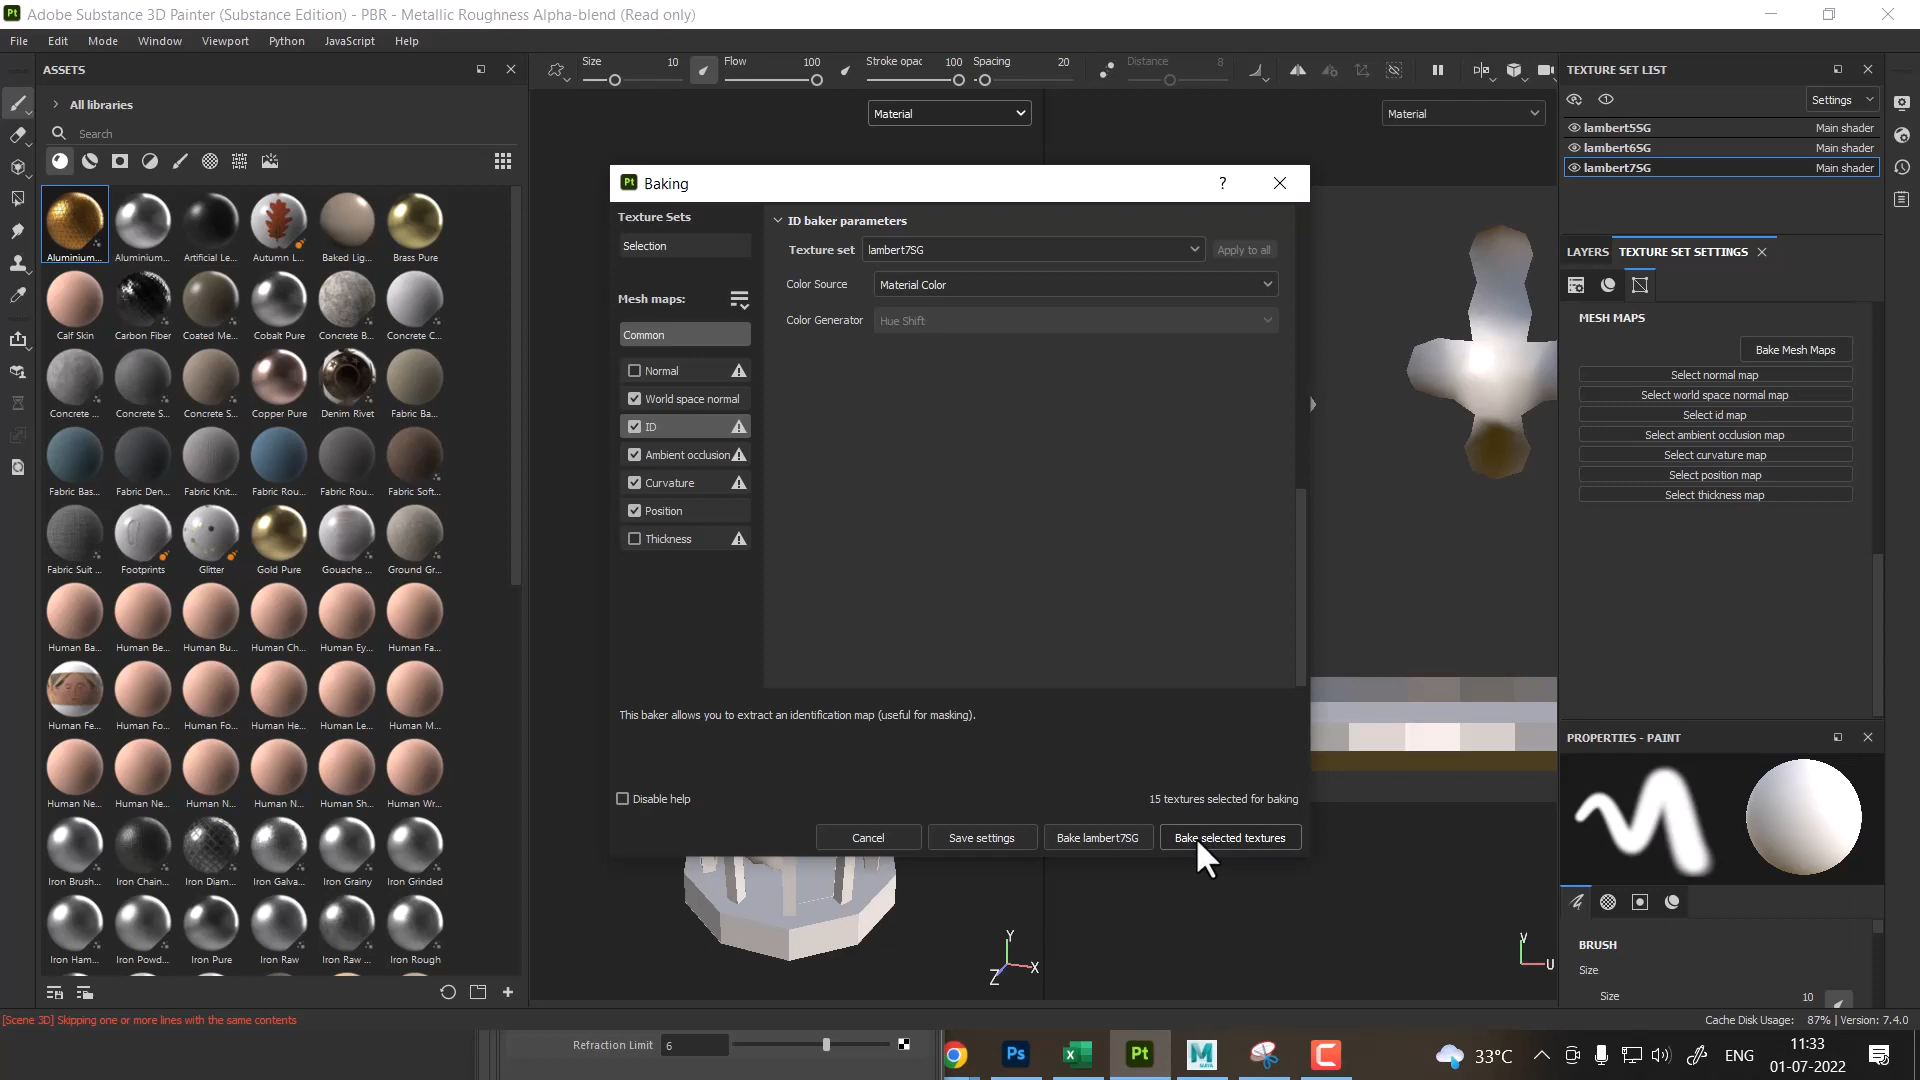 Adobe Substance 3D Painter (Substance Edition) - PBR - Metallic Roughness Alpha-blend (Read only)
File Edit Mode Window Viewport Python JavaScript Help
ASSETS
All libraries
Search
Aluminium... Aluminium... Artificial Le... Autumn L... Baked Lig... Brass Pure
Calf Skin Carbon Fiber Coated Me... Cobalt Pure Concrete B... Concrete C...
Concrete ... Concrete S... Concrete S... Copper Pure Denim Rivet Fabric Ba...
Fabric Bas... Fabric Den... Fabric Knit... Fabric Rou... Fabric Rou... Fabric Soft...
Fabric Suit ... Footprints Glitter Gold Pure Gouache ... Ground Gr...
Human Ba... Human Be... Human Bu... Human Ch... Human Ey... Human Fa...
Human Fe... Human Fo... Human Fo... Human He... Human Le... Human M...
Human Ne... Human Ne... Human N... Human N... Human Sh... Human Wr...
Iron Brush... Iron Chain... Iron Diam... Iron Galva... Iron Grainy Iron Grinded
Iron Ham... Iron Powd... Iron Pure Iron Raw Iron Raw ... Iron Rough
Size 10 Flow 100 Stroke opac 100 Spacing 20 Distance 8
Material
Material
Pt Baking ?
Texture Sets
Selection
Mesh maps:
Common
Normal
World space normal
ID
Ambient occlusion
Curvature
Position
Thickness
ID baker parameters
Texture set lambert7SG Apply to all
Color Source Material Color
Color Generator Hue Shift
This baker allows you to extract an identification map (useful for masking).
Disable help
15 textures selected for baking
Cancel Save settings Bake lambert7SG Bake selected textures
Y
X
Z
V
U
TEXTURE SET LIST
Settings
lambert5SG Main shader
lambert6SG Main shader
lambert7SG Main shader
LAYERS TEXTURE SET SETTINGS
MESH MAPS
Bake Mesh Maps
Select normal map
Select world space normal map
Select id map
Select ambient occlusion map
Select curvature map
Select position map
Select thickness map
PROPERTIES - PAINT
BRUSH
Size
Size 10
[Scene 3D] Skipping one or more lines with the same contents
Cache Disk Usage: 87% | Version: 7.4.0
Refraction Limit 6
Ps
Pt
33°C
ENG
11:33
01-07-2022